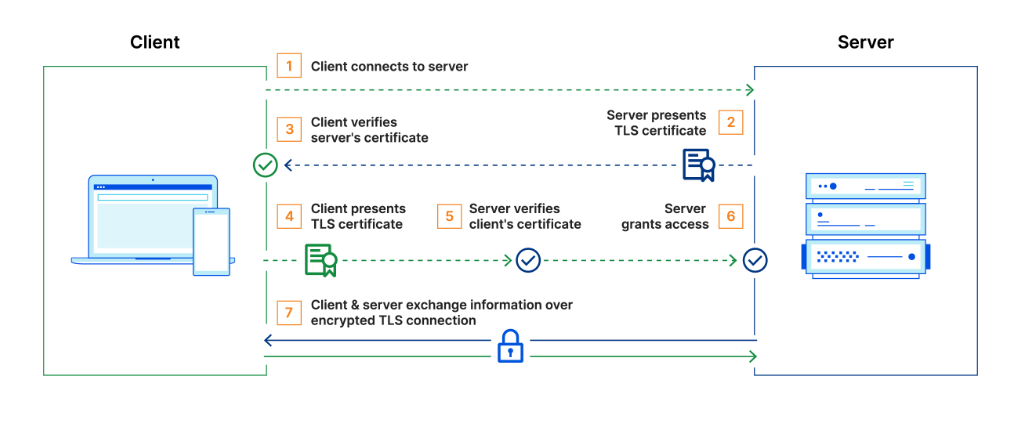 Client
Server
1
Client connects to server
Server presents
TLS certificate
2
3
Client verifies
server's certificate
4
Client presents
TLS certificate
5
Server verifies
client's certificate
Server
grants access
6
7
Client & server exchange information over
encrypted TLS connection